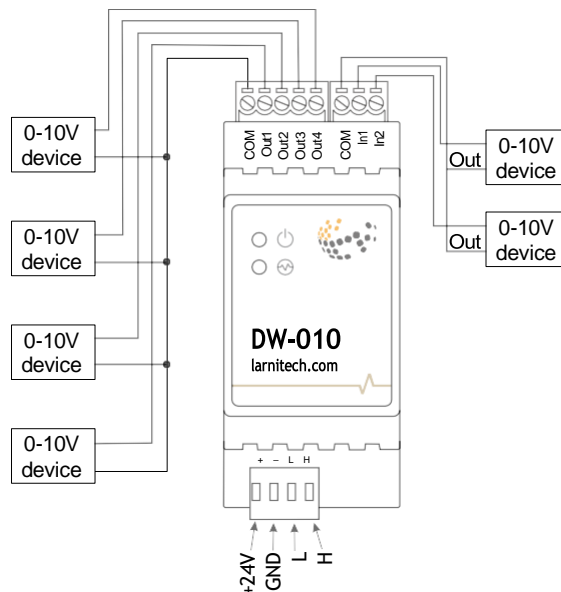 COM
Out1
Out2
Out3
Out4
COM
In1
In2
0-10V
device
0-10V
device
0-10V
device
0-10V
device
Out
0-10V
device
Out
0-10V
device
DW-010
larnitech.com
+ – L H
+24V
GND
L
H